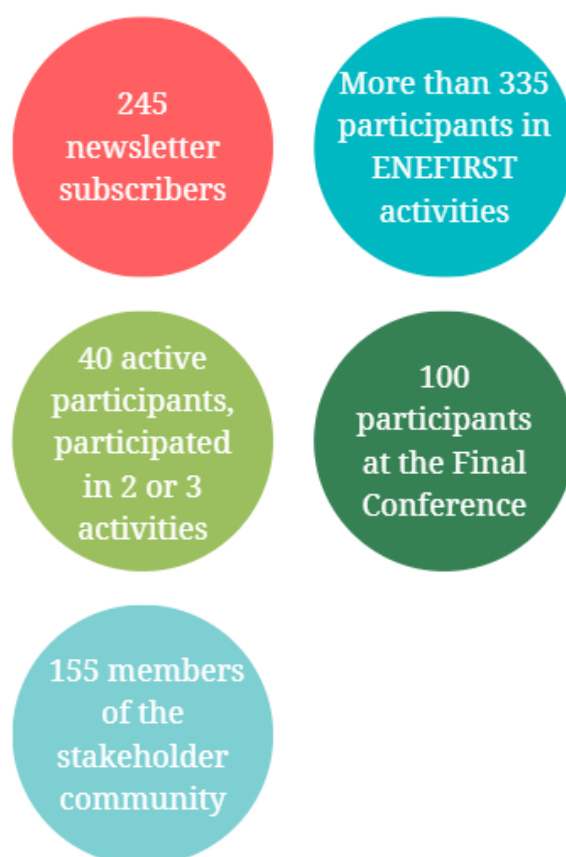 245
newsletter
subscribers
More than 335
participants in
ENEFIRST
activities
40 active
participants,
participated
in 2 or 3
activities
100
participants
at the Final
Conference
155 members
of the
stakeholder
community